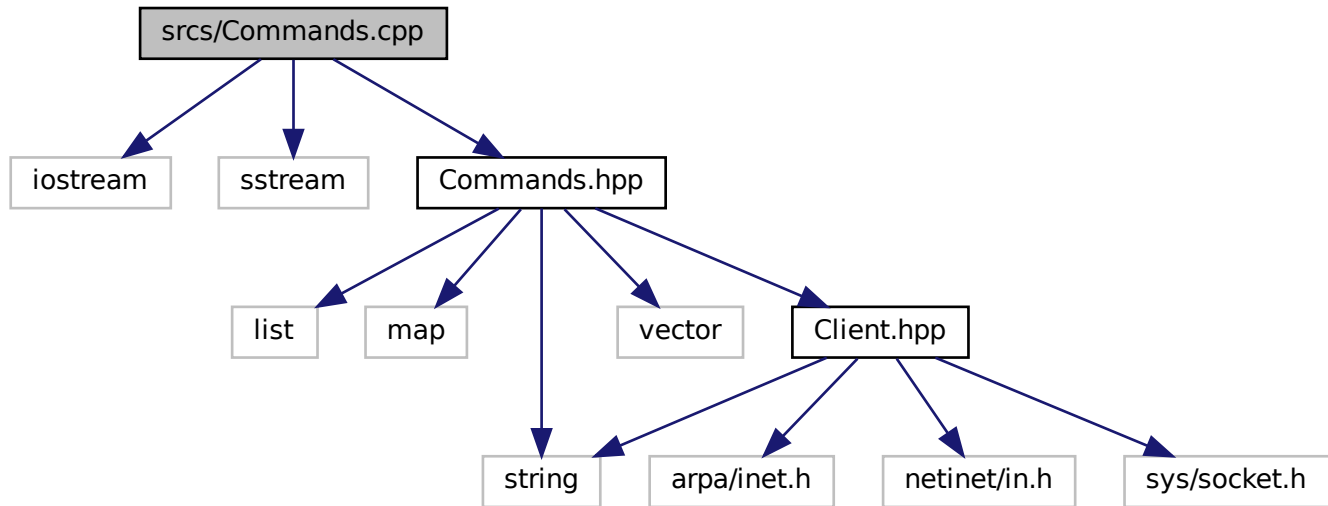 srcs/Commands.cpp
iostream
sstream
Commands.hpp
list
map
vector
Client.hpp
string
arpa/inet.h
netinet/in.h
sys/socket.h